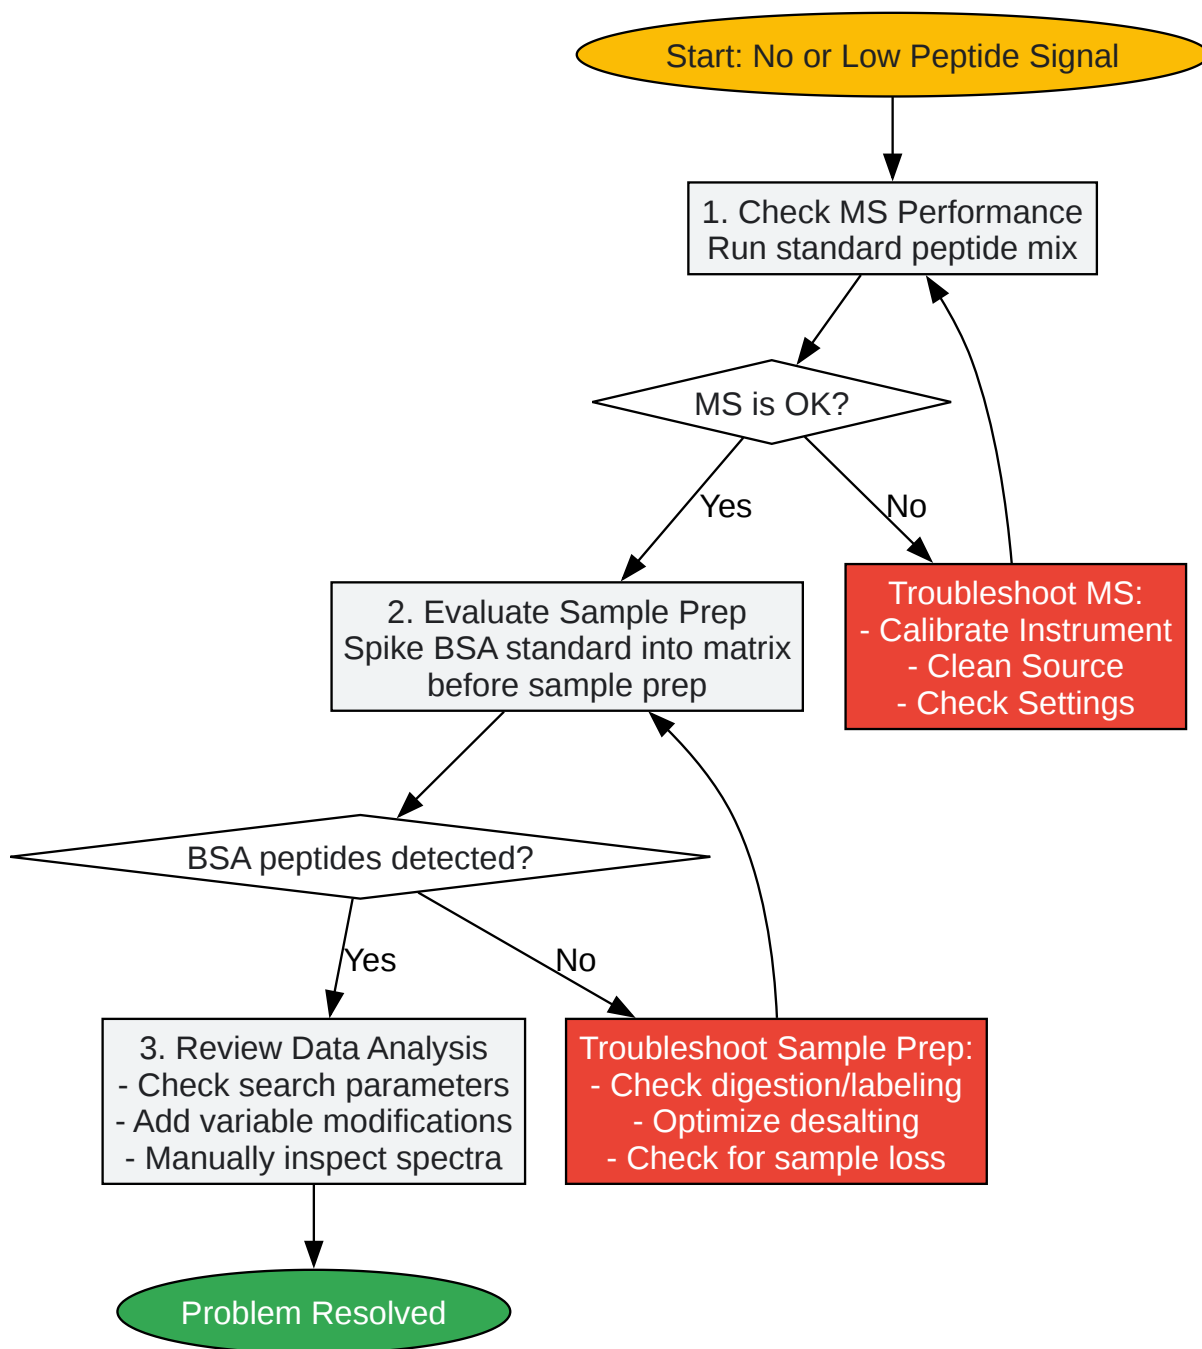 Start: No or Low Peptide Signal
1. Check MS Performance
Run standard peptide mix
MS is OK?
Yes
No
2. Evaluate Sample Prep
Spike BSA standard into matrix
before sample prep
Troubleshoot MS:
- Calibrate Instrument
- Clean Source
- Check Settings
BSA peptides detected?
Yes
No
3. Review Data Analysis
- Check search parameters
- Add variable modifications
- Manually inspect spectra
Troubleshoot Sample Prep:
- Check digestion/labeling
- Optimize desalting
- Check for sample loss
Problem Resolved